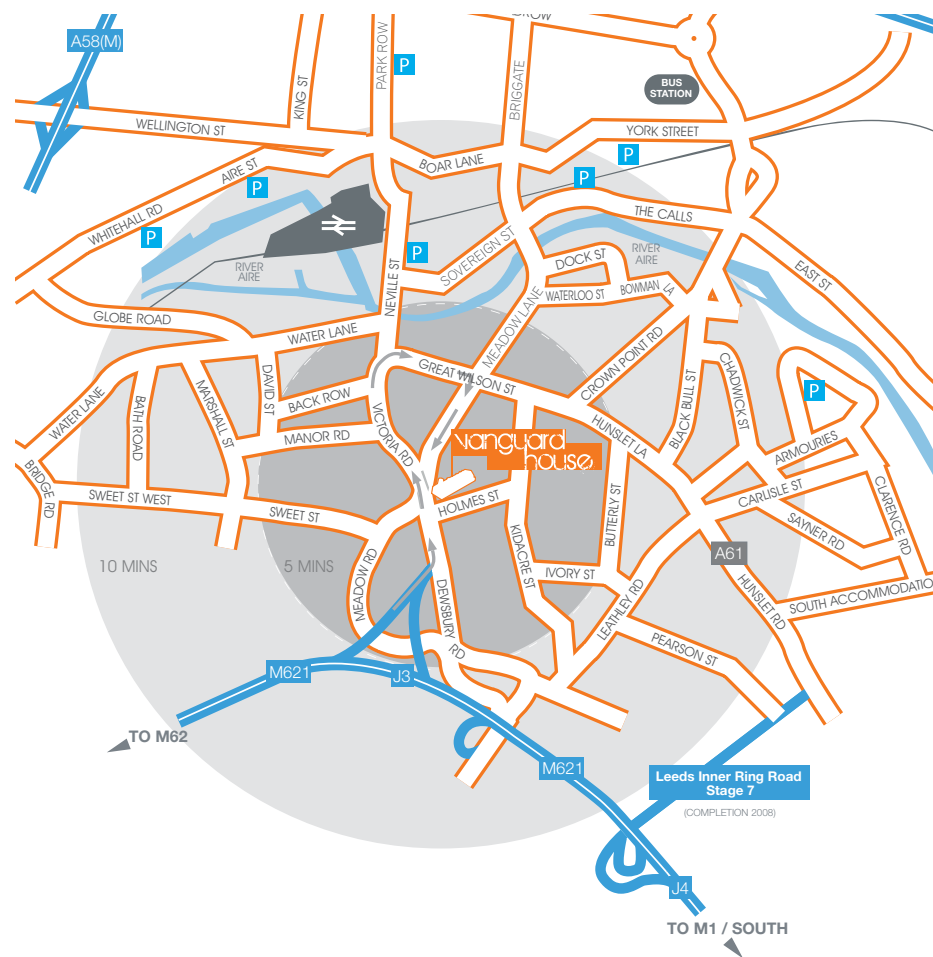 A58(M)
KING ST
PARK ROW
P
BRIGGATE
BUS
STATION
WELLINGTON ST
YORK STREET
BOAR LANE
P
AIRE ST
P
P
WHITEHALL RD
THE CALLS
P
P
SOVEREIGN ST
RIVER
AIRE
DOCK ST
RIVER
AIRE
EAST ST
NEVILLE ST
WATERLOO ST
BOWMAN LA
GLOBE ROAD
WATER LANE
MEADOW LANE
CROWN POINT RD
GREAT WILSON ST
WATER LANE
BATH ROAD
MARSHALL ST
DAVID ST
BACK ROW
VICTORIA RD
MANOR RD
HUNSLET LA
BLACK BULL ST
CHADWICK ST
P
vanguard
house
ARMOURIES
BRIDGE RD
SWEET ST WEST
SWEET ST
HOLMES ST
CARLISLE ST
CLARENCE RD
SAYNER RD
BUTTERLY ST
KIDACRE ST
A61
10 MINS
5 MINS
MEADOW RD
IVORY ST
DEWSBURY RD
LEATHLEY RD
HUNSLET RD
SOUTH ACCOMMODATIO
PEARSON ST
M621
J3
TO M62
M621
Leeds Inner Ring Road
Stage 7
(COMPLETION 2008)
J4
TO M1 / SOUTH